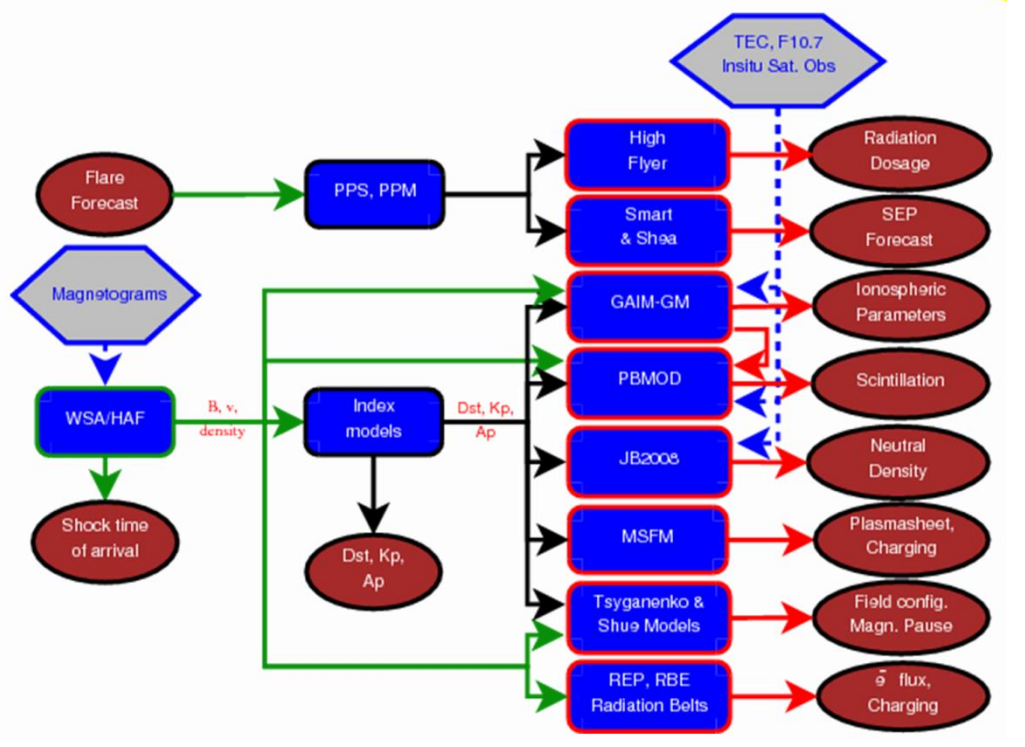 TEC, F10.7
Insitu Sat. Obs
High
Flyer
Radiation
Dosage
Flare
Forecast
PPS, PPM
Smart
& Shea
SEP
Forecast
Magnetograms
GAIM-GM
Ionospheric
Parameters
PBMOD
Scintillation
WSA/HAF
B, v,
density
Index
models
Dst, Kp,
Ap
JB2008
Neutral
Density
Shock time
of arrival
Dst, Kp,
Ap
MSFM
Plasmasheet,
Charging
Tsyganenko &
Shue Models
Field config.
Magn. Pause
REP, RBE
Radiation Belts
e̅ flux,
Charging